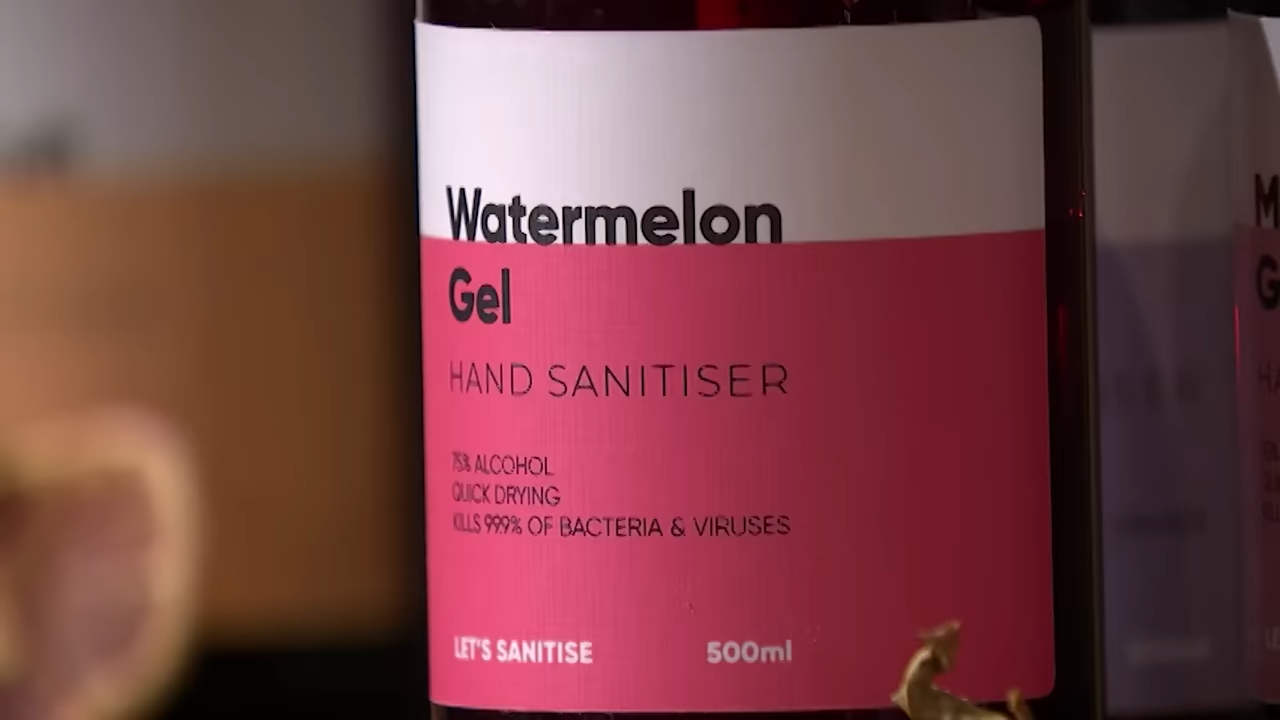 Watermelon
Gel
HAND SANITISER
75% ALCOHOL
QUICK DRYING
KILLS 99.9% OF BACTERIA & VIRUSES
LET'S SANITISE
500ml